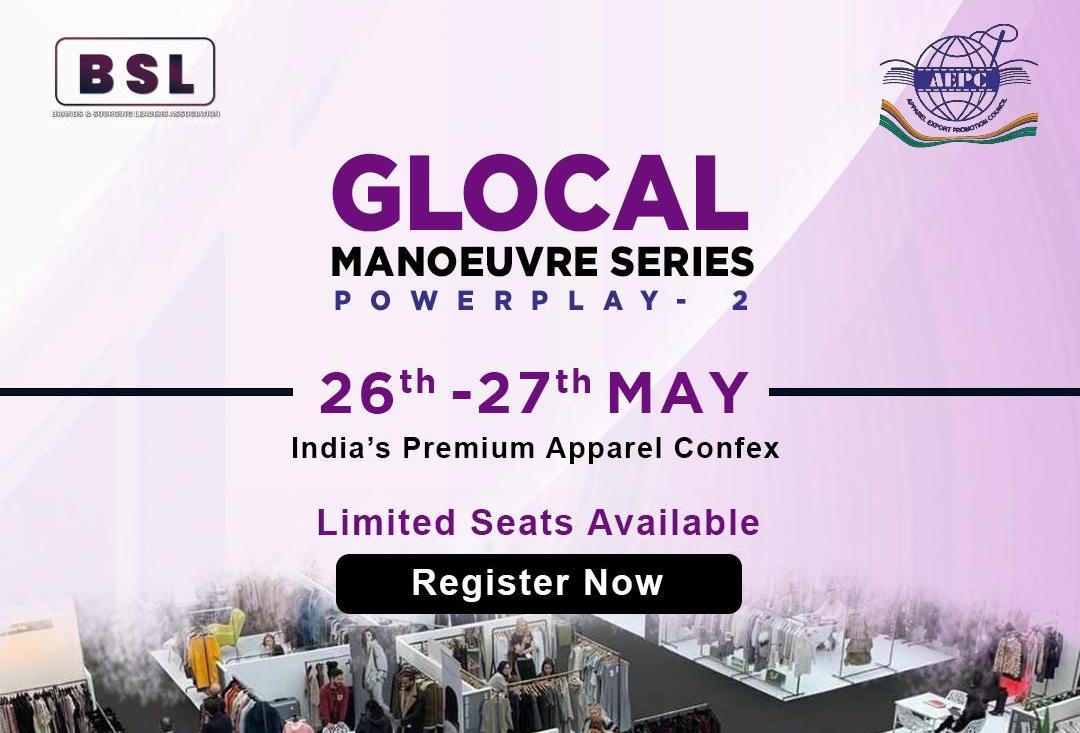 BSL
BRANDS & SOURCING LEADERS ASSOCIATION
AEPC
APPAREL EXPORT PROMOTION COUNCIL
GLOCAL
MANOEUVRE SERIES
POWERPLAY- 2
26th -27th MAY
India's Premium Apparel Confex
Limited Seats Available
Register Now